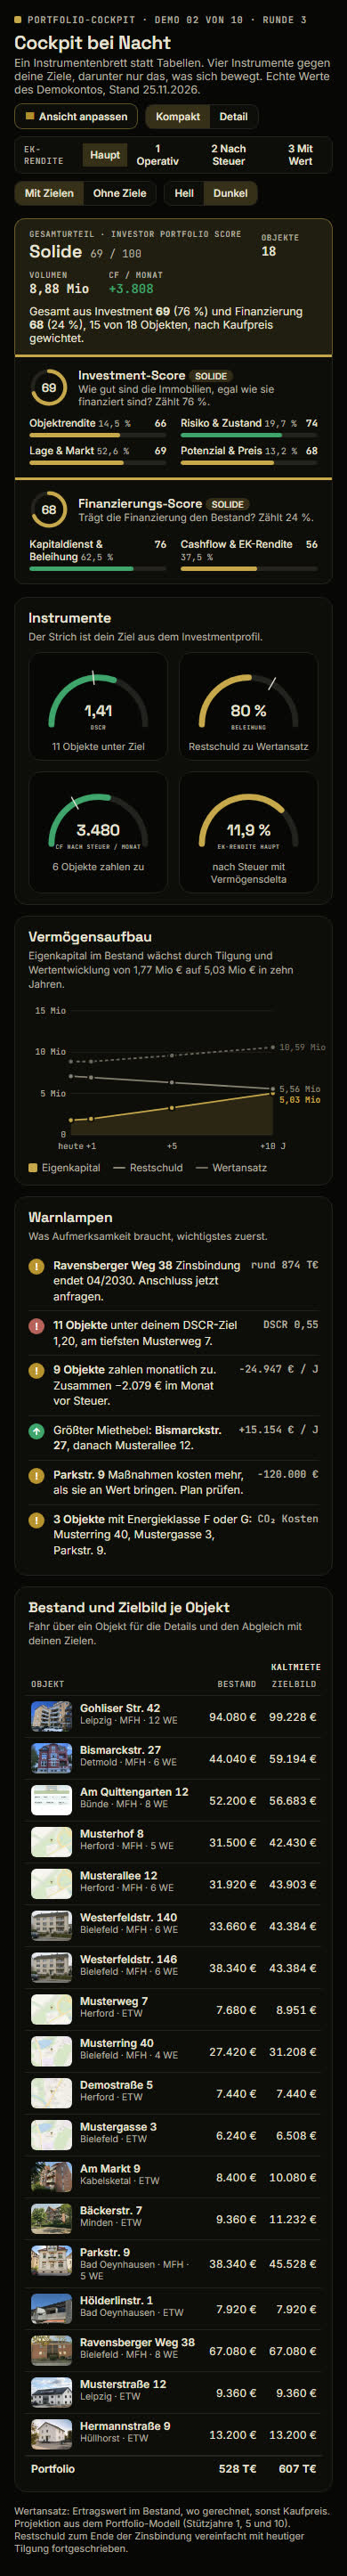 PORTFOLIO-COCKPIT · DEMO 02 VON 10 · RUNDE 3
Cockpit bei Nacht
Ein Instrumentenbrett statt Tabellen. Vier Instrumente gegen
deine Ziele, darunter nur das, was sich bewegt. Echte Werte
des Demokontos, Stand 25.11.2026.
Ansicht anpassen
Kompakt
Detail
EK-
RENDITE
Haupt
1
Operativ
2 Nach
Steuer
3 Mit
Wert
Mit Zielen
Ohne Ziele
Hell
Dunkel
GESAMTURTEIL · INVESTOR PORTFOLIO SCORE
Solide 69 / 100
OBJEKTE
18
VOLUMEN
8,88 Mio
CF / MONAT
+3.808
Gesamt aus Investment 69 (76 %) und Finanzierung
68 (24 %), 15 von 18 Objekten, nach Kaufpreis
gewichtet.
69
Investment-Score SOLIDE
Wie gut sind die Immobilien, egal wie sie
finanziert sind? Zählt 76 %.
Objektrendite 14,5 % 66
Risiko & Zustand 19,7 % 74
Lage & Markt 52,6 % 69
Potenzial & Preis 13,2 % 68
68
Finanzierungs-Score SOLIDE
Trägt die Finanzierung den Bestand? Zählt 24 %.
Kapitaldienst &
Beleihung 62,5 % 76
Cashflow & EK-Rendite
37,5 % 56
Instrumente
Der Strich ist dein Ziel aus dem Investmentprofil.
1,41
DSCR
11 Objekte unter Ziel
80 %
BELEIHUNG
Restschuld zu Wertansatz
3.480
CF NACH STEUER / MONAT
6 Objekte zahlen zu
11,9 %
EK-RENDITE HAUPT
nach Steuer mit
Vermögensdelta
Vermögensaufbau
Eigenkapital im Bestand wächst durch Tilgung und
Wertentwicklung von 1,77 Mio € auf 5,03 Mio € in zehn
Jahren.
15 Mio
10 Mio
5 Mio
0
10,59 Mio
5,56 Mio
5,03 Mio
heute +1 +5 +10 J
Eigenkapital Restschuld Wertansatz
Warnlampen
Was Aufmerksamkeit braucht, wichtigstes zuerst.
Ravensberger Weg 38 Zinsbindung rund 874 T€
endet 04/2030. Anschluss jetzt
anfragen.
11 Objekte unter deinem DSCR-Ziel DSCR 0,55
1,20, am tiefsten Musterweg 7.
9 Objekte zahlen monatlich zu. -24.947 € / J
Zusammen −2.079 € im Monat
vor Steuer.
Größter Miethebel: Bismarckstr. +15.154 € / J
27, danach Musterallee 12.
Parkstr. 9 Maßnahmen kosten mehr, -120.000 €
als sie an Wert bringen. Plan prüfen.
3 Objekte mit Energieklasse F oder G: CO₂ Kosten
Musterring 40, Mustergasse 3,
Parkstr. 9.
Bestand und Zielbild je Objekt
Fahr über ein Objekt für die Details und den Abgleich mit
deinen Zielen.
KALTMIETE
OBJEKT BESTAND ZIELBILD
Gohliser Str. 42
Leipzig · MFH · 12 WE
94.080 € 99.228 €
Bismarckstr. 27
Detmold · MFH · 6 WE
44.040 € 59.194 €
Am Quittengarten 12
Bünde · MFH · 8 WE
52.200 € 56.683 €
Musterhof 8
Herford · MFH · 5 WE
31.500 € 42.430 €
Musterallee 12
Herford · MFH · 6 WE
31.920 € 43.903 €
Westerfeldstr. 140
Bielefeld · MFH · 6 WE
33.660 € 43.384 €
Westerfeldstr. 146
Bielefeld · MFH · 6 WE
38.340 € 43.384 €
Musterweg 7
Herford · ETW
7.680 € 8.951 €
Musterring 40
Bielefeld · MFH · 4 WE
27.420 € 31.208 €
Demostraße 5
Herford · ETW
7.440 € 7.440 €
Mustergasse 3
Bielefeld · ETW
6.240 € 6.508 €
Am Markt 9
Kabelsketal · ETW
8.400 € 10.080 €
Bäckerstr. 7
Minden · ETW
9.360 € 11.232 €
Parkstr. 9
Bad Oeynhausen · MFH ·
5 WE
38.340 € 45.528 €
Hölderlinstr. 1
Bad Oeynhausen · ETW
7.920 € 7.920 €
Ravensberger Weg 38
Bielefeld · MFH · 8 WE
67.080 € 67.080 €
Musterstraße 12
Leipzig · ETW
9.360 € 9.360 €
Hermannstraße 9
Hüllhorst · ETW
13.200 € 13.200 €
Portfolio 528 T€ 607 T€
Wertansatz: Ertragswert im Bestand, wo gerechnet, sonst Kaufpreis.
Projektion aus dem Portfolio-Modell (Stützjahre 1, 5 und 10).
Restschuld zum Ende der Zinsbindung vereinfacht mit heutiger
Tilgung fortgeschrieben.